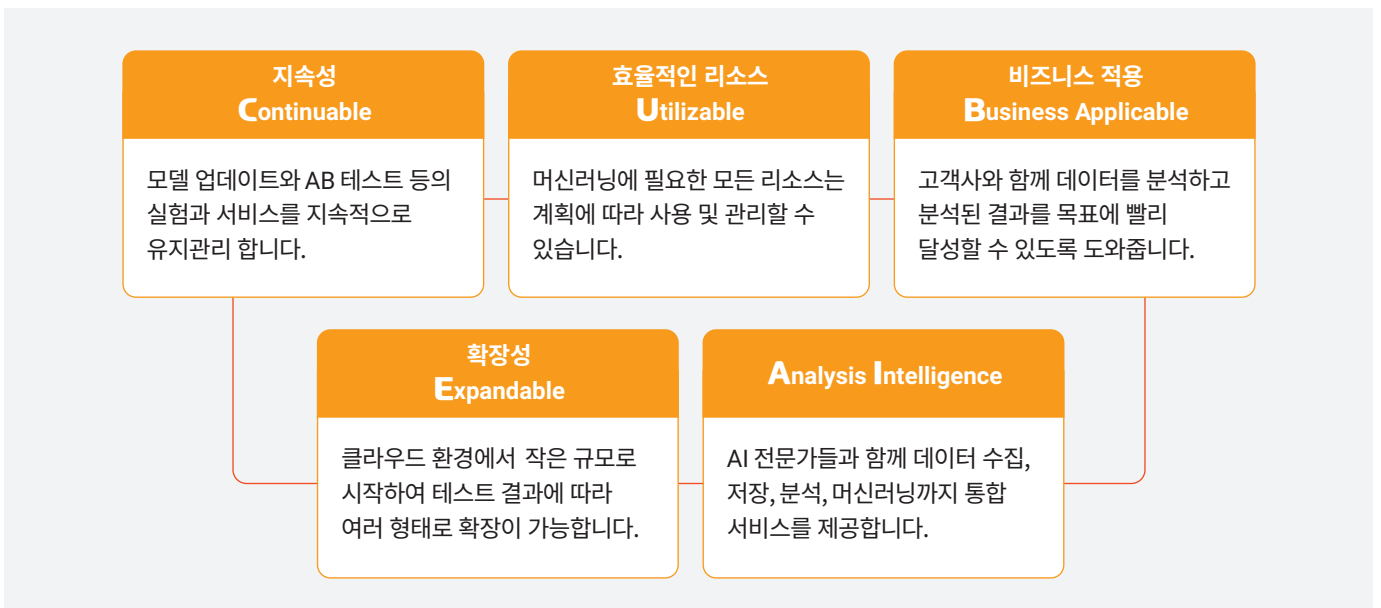 지속성
Continuable
모델 업데이트와 AB 테스트 등의
실험과 서비스를 지속적으로
유지관리 합니다.
효율적인 리소스
Utilizable
머신러닝에 필요한 모든 리소스는
계획에 따라 사용 및 관리할 수
있습니다.
비즈니스 적용
Business Applicable
고객사와 함께 데이터를 분석하고
분석된 결과를 목표에 빨리
달성할 수 있도록 도와줍니다.
확장성
Expandable
클라우드 환경에서 작은 규모로
시작하여 테스트 결과에 따라
여러 형태로 확장이 가능합니다.
Analysis Intelligence
AI 전문가들과 함께 데이터 수집,
저장, 분석, 머신러닝까지 통합
서비스를 제공합니다.